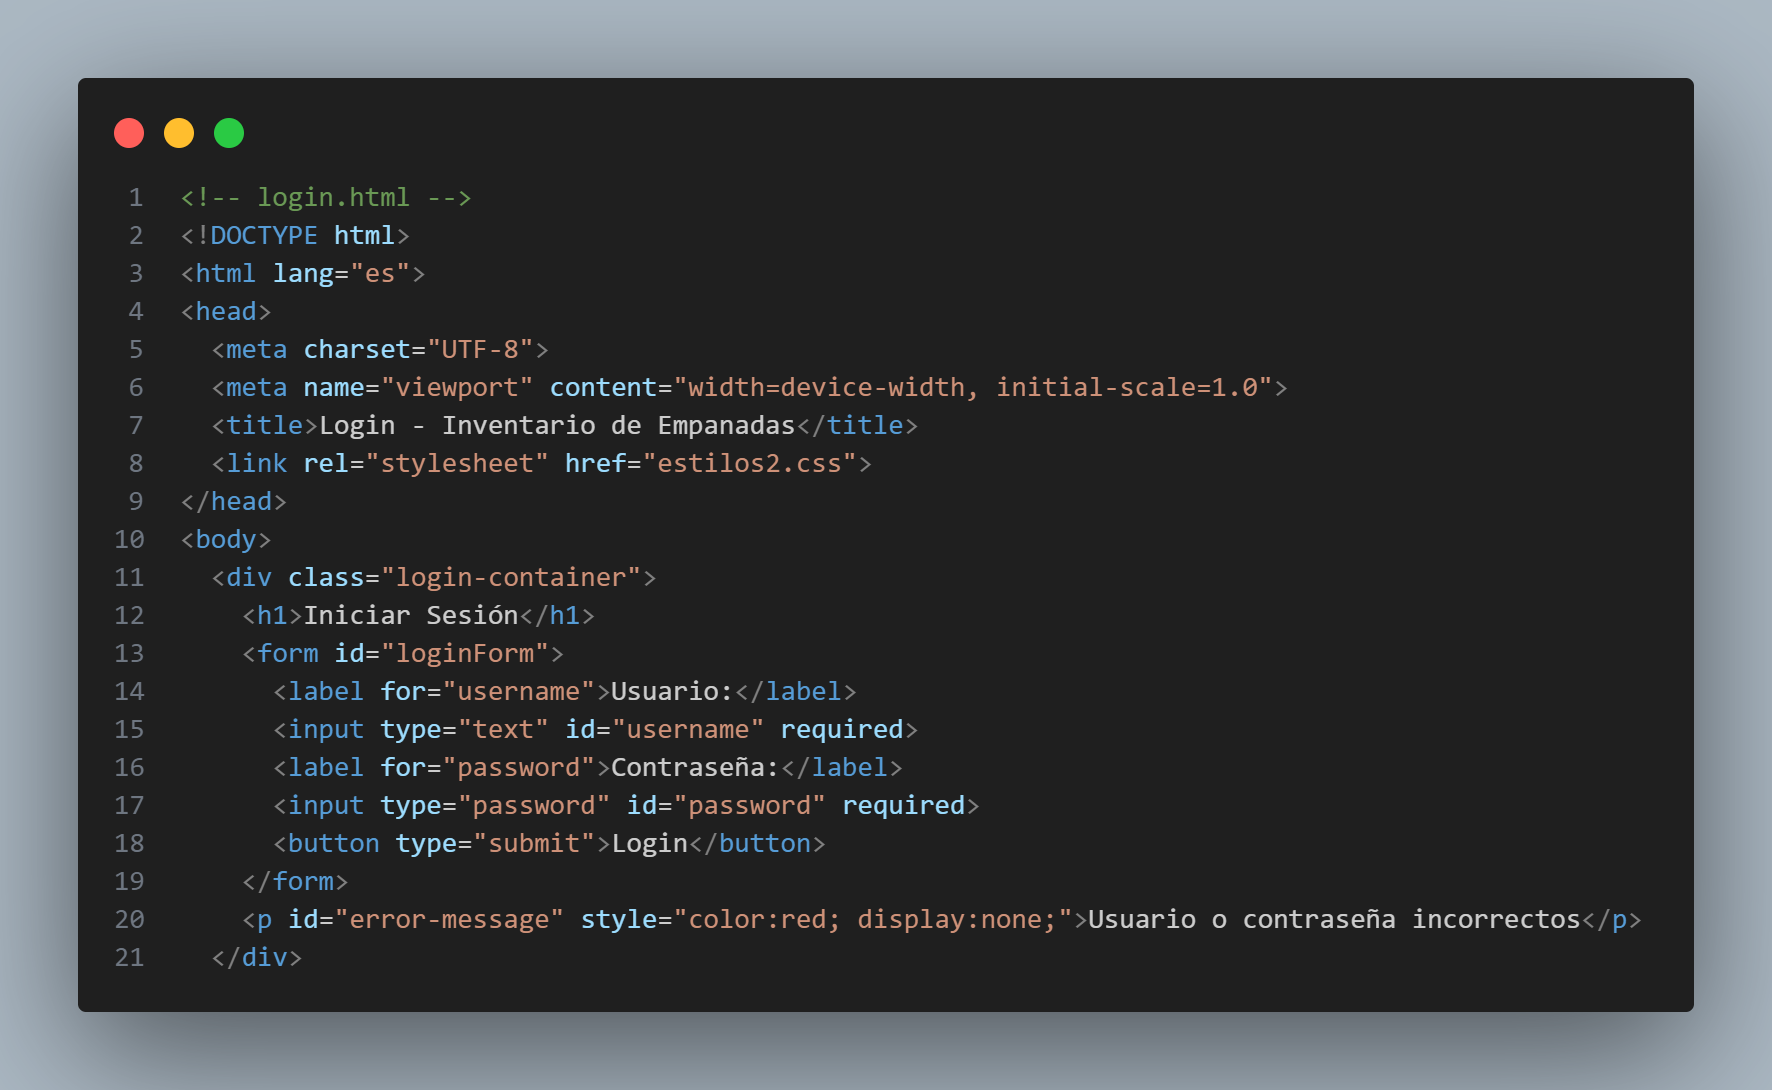 1 <!-- login.html -->
2 <!DOCTYPE html>
3 <html lang="es">
4 <head>
5   <meta charset="UTF-8">
6   <meta name="viewport" content="width=device-width, initial-scale=1.0">
7   <title>Login - Inventario de Empanadas</title>
8   <link rel="stylesheet" href="estilos2.css">
9 </head>
10 <body>
11   <div class="login-container">
12     <h1>Iniciar Sesión</h1>
13     <form id="loginForm">
14       <label for="username">Usuario:</label>
15       <input type="text" id="username" required>
16       <label for="password">Contraseña:</label>
17       <input type="password" id="password" required>
18       <button type="submit">Login</button>
19     </form>
20     <p id="error-message" style="color:red; display:none;">Usuario o contraseña incorrectos</p>
21   </div>